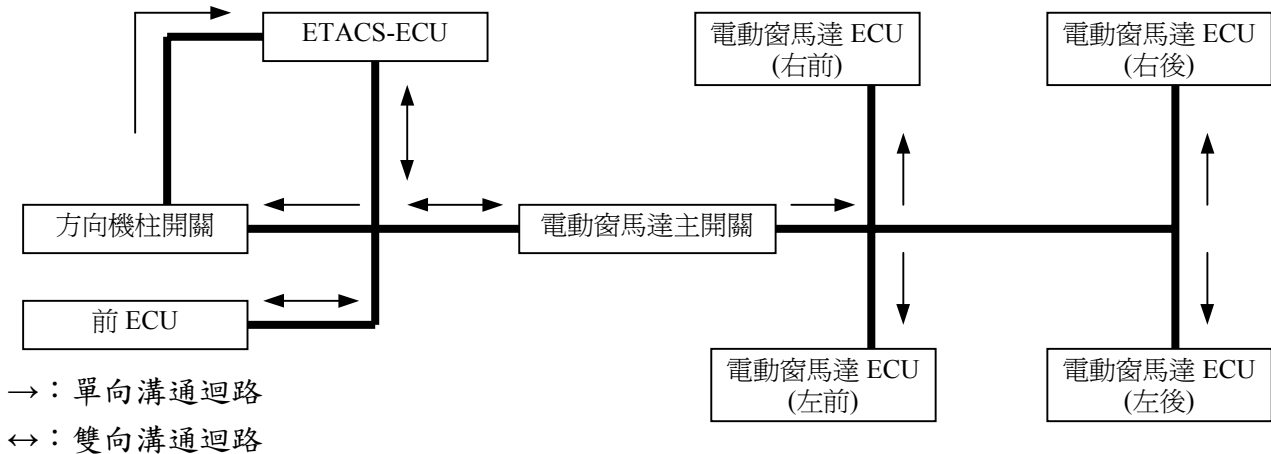 ETACS-ECU
電動窗馬達 ECU
(右前)
電動窗馬達 ECU
(右後)
方向機柱開關
電動窗馬達主開關
前 ECU
電動窗馬達 ECU
(左前)
電動窗馬達 ECU
(左後)
→：單向溝通迴路
↔：雙向溝通迴路